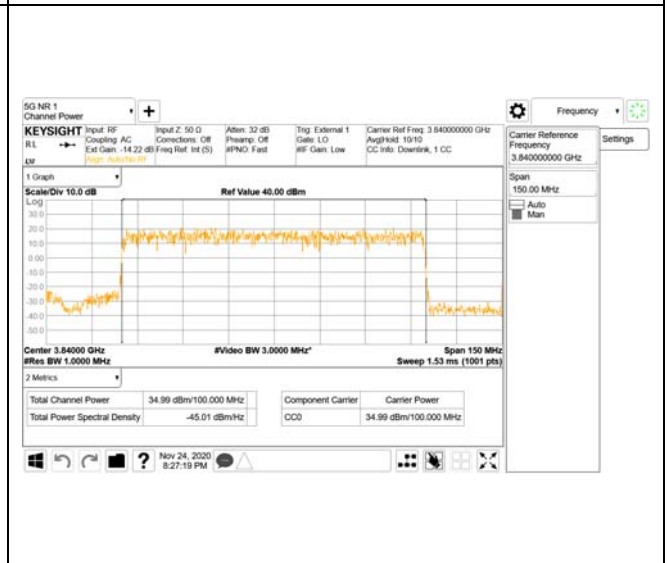 5G NR 1
Channel Power
+
Frequency
KEYSIGHT
RL
Input: RF
Coupling: AC
Ext Gain: -14.22 dB
Align: Auto/No RF
Input Z: 50 Ω
Corrections: Off
Freq Ref: Int (S)
Atten: 32 dB
Preamp: Off
#PNO: Fast
Trig: External 1
Gate: LO
#IF Gain: Low
Carrier Ref Freq: 3.840000000 GHz
Avg|Hold: 10/10
CC Info: Downlink, 1 CC
Carrier Reference
Frequency
3.840000000 GHz
Settings
Span
150.00 MHz
Auto
Man
1 Graph
Scale/Div 10.0 dB
Ref Value 40.00 dBm
Log
30.0
20.0
10.0
0.00
-10.0
-20.0
-30.0
-40.0
-50.0
Center 3.84000 GHz
#Video BW 3.0000 MHz*
Span 150 MHz
#Res BW 1.0000 MHz
Sweep 1.53 ms (1001 pts)
2 Metrics
Total Channel Power 34.99 dBm/100.000 MHz
Total Power Spectral Density -45.01 dBm/Hz
Component Carrier Carrier Power
CC0 34.99 dBm/100.000 MHz
?
Nov 24, 2020
8:27:19 PM